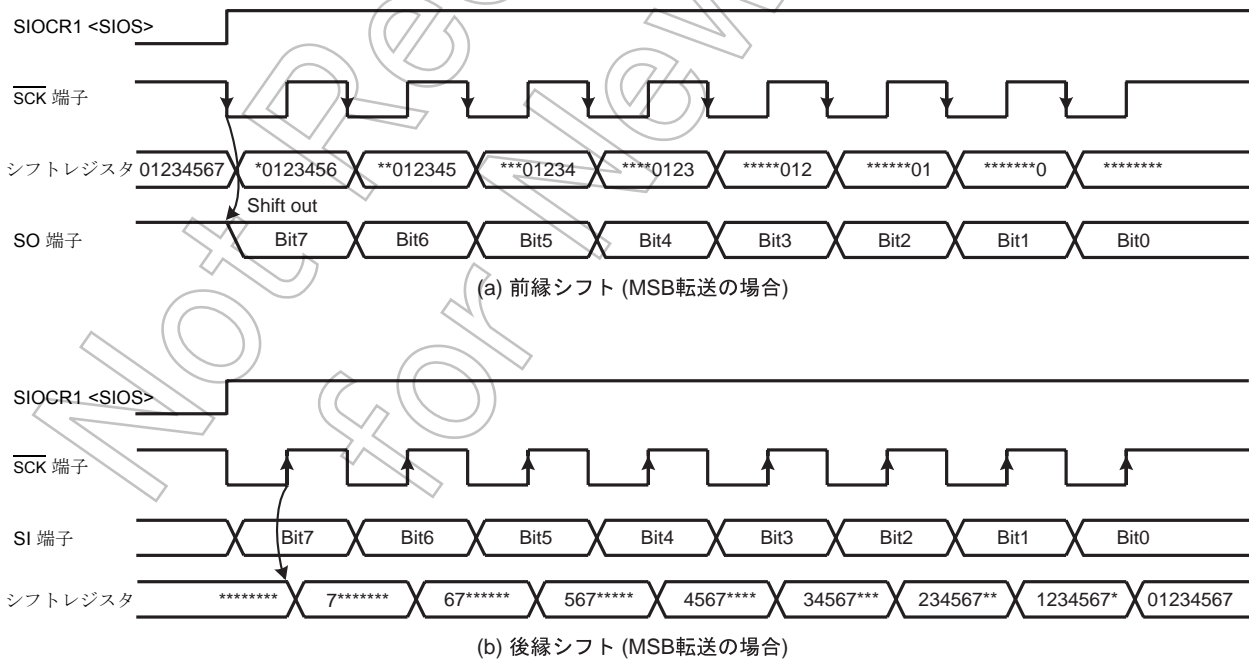 SIOCR1 <SIOS>
SCK 端子
シフトレジスタ 01234567 *0123456 **012345 ***01234 ****0123 *****012 ******01 *******0 ********
Shift out
SO 端子 Bit7 Bit6 Bit5 Bit4 Bit3 Bit2 Bit1 Bit0
(a) 前縁シフト (MSB転送の場合)
SIOCR1 <SIOS>
SCK 端子
SI 端子 Bit7 Bit6 Bit5 Bit4 Bit3 Bit2 Bit1 Bit0
シフトレジスタ ******** 7******* 67****** 567***** 4567**** 34567*** 234567** 1234567* 01234567
(b) 後縁シフト (MSB転送の場合)
Not Re
for New